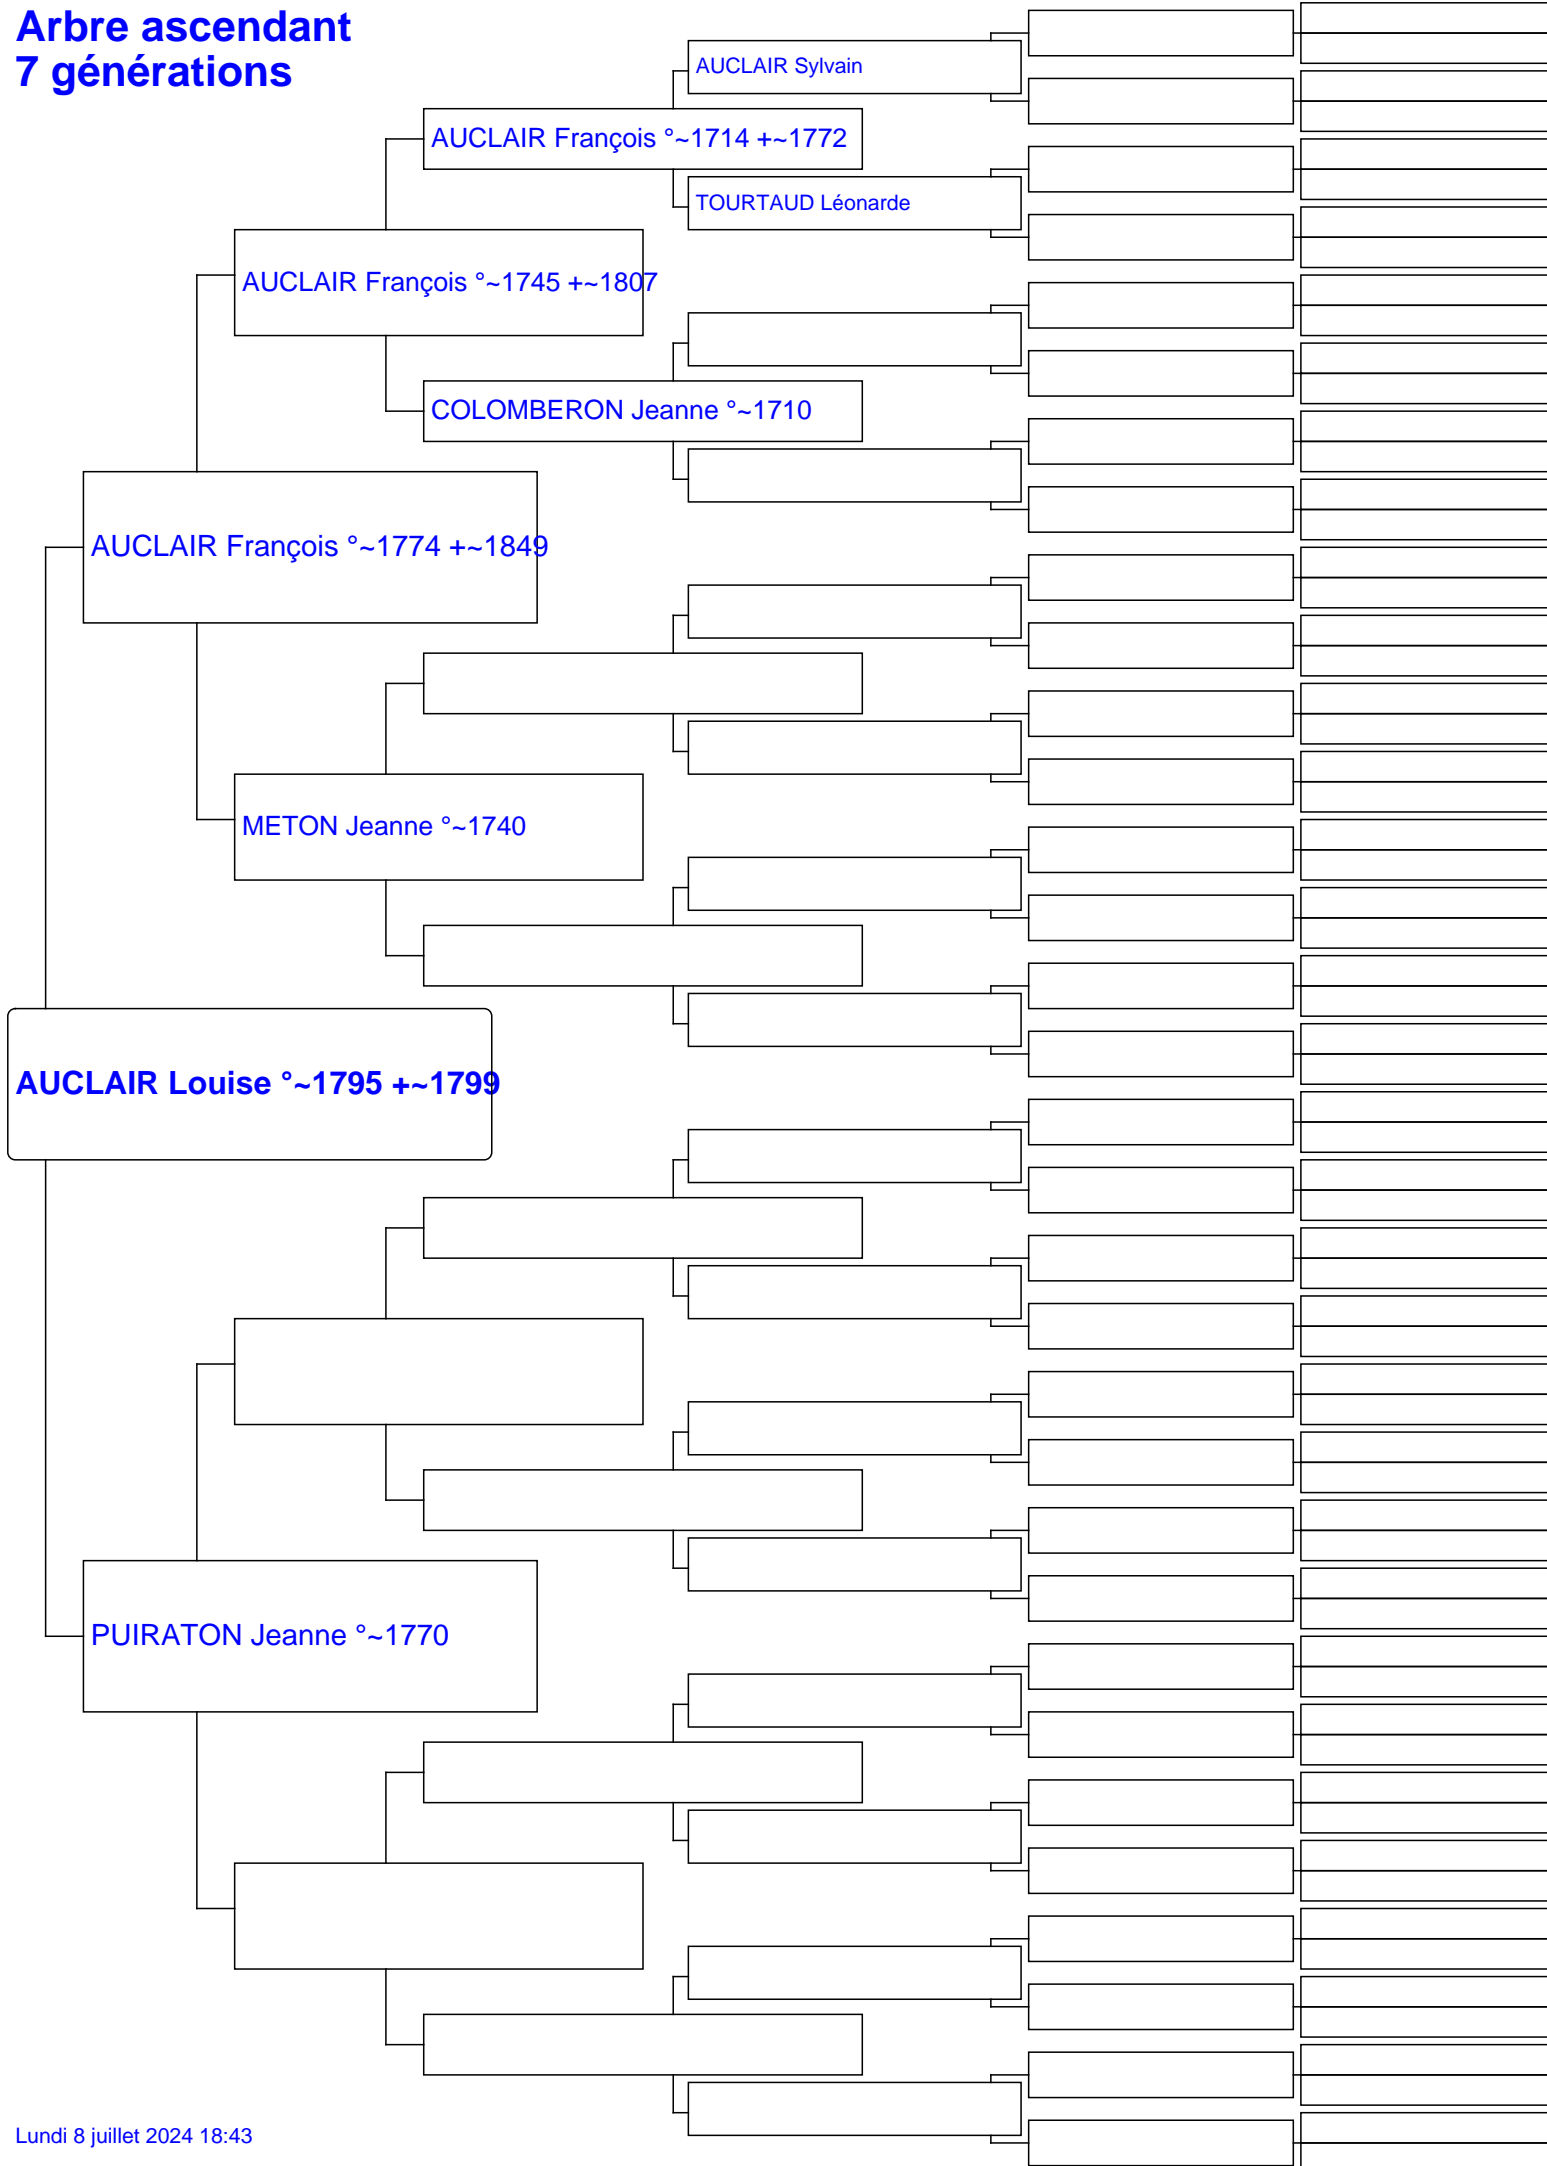 Arbre ascendant
7 générations
AUCLAIR Sylvain
AUCLAIR François °~1714 +~1772
TOURTAUD Léonarde
AUCLAIR François °~1745 +~1807
COLOMBERON Jeanne °~1710
AUCLAIR François °~1774 +~1849
METON Jeanne °~1740
AUCLAIR Louise °~1795 +~1799
PUIRATON Jeanne °~1770
Lundi 8 juillet 2024 18:43